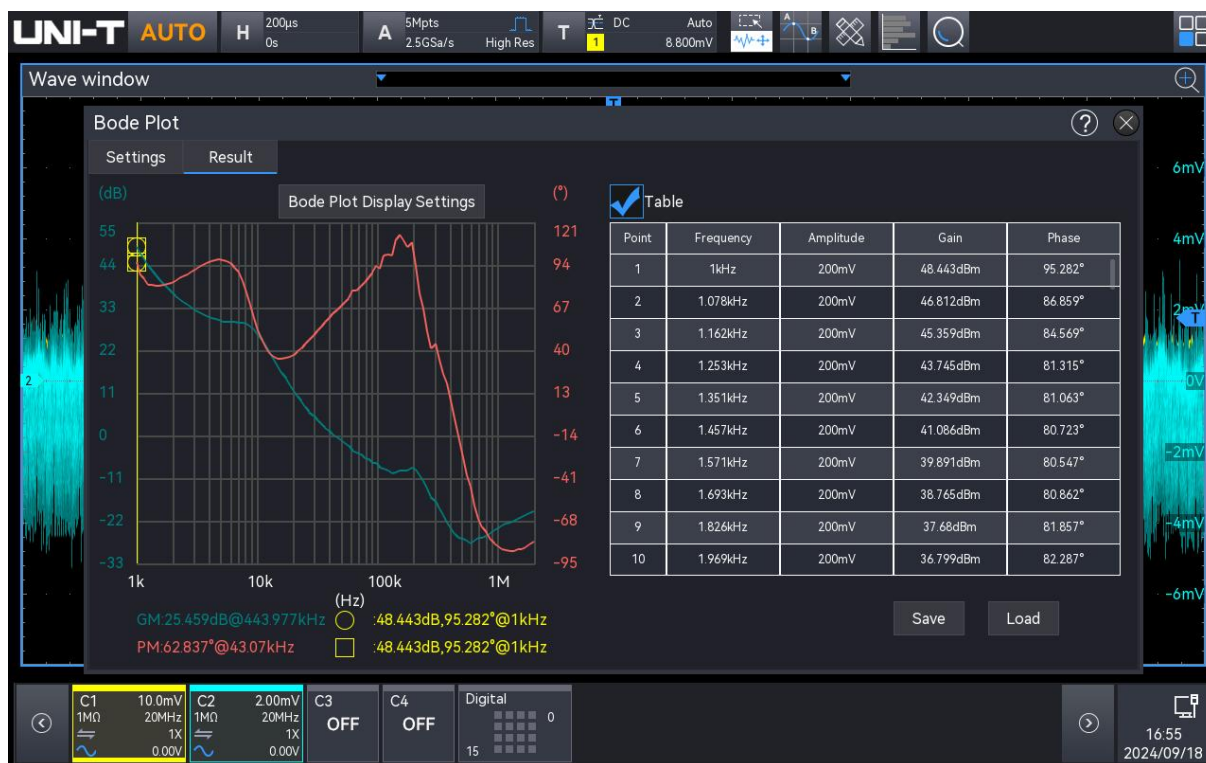 UNI-T AUTO H 200µs 0s A 5Mpts 2.5GSa/s High Res T 1 DC Auto 8.800mV A B
Wave window
T
Bode Plot ?
Settings Result
(dB) Bode Plot Display Settings (°) Table
55 121
44 94
33 67
22 40
11 13
0 -14
-11 -41
-22 -68
-33 -95
1k 10k 100k 1M
(Hz)
GM:25.459dB@443.977kHz :48.443dB,95.282°@1kHz
PM:62.837°@43.07kHz :48.443dB,95.282°@1kHz
Point Frequency Amplitude Gain Phase
1 1kHz 200mV 48.443dBm 95.282°
2 1.078kHz 200mV 46.812dBm 86.859°
3 1.162kHz 200mV 45.359dBm 84.569°
4 1.253kHz 200mV 43.745dBm 81.315°
5 1.351kHz 200mV 42.349dBm 81.063°
6 1.457kHz 200mV 41.086dBm 80.723°
7 1.571kHz 200mV 39.891dBm 80.547°
8 1.693kHz 200mV 38.765dBm 80.862°
9 1.826kHz 200mV 37.68dBm 81.857°
10 1.969kHz 200mV 36.799dBm 82.287°
Save Load
6mV
4mV
2mV
T
2 0V
-2mV
-4mV
-6mV
C1 10.0mV C2 2.00mV C3 C4 Digital
1MΩ 20MHz 1MΩ 20MHz OFF OFF 0
1X 1X
0.00V 0.00V 15
16:55
2024/09/18